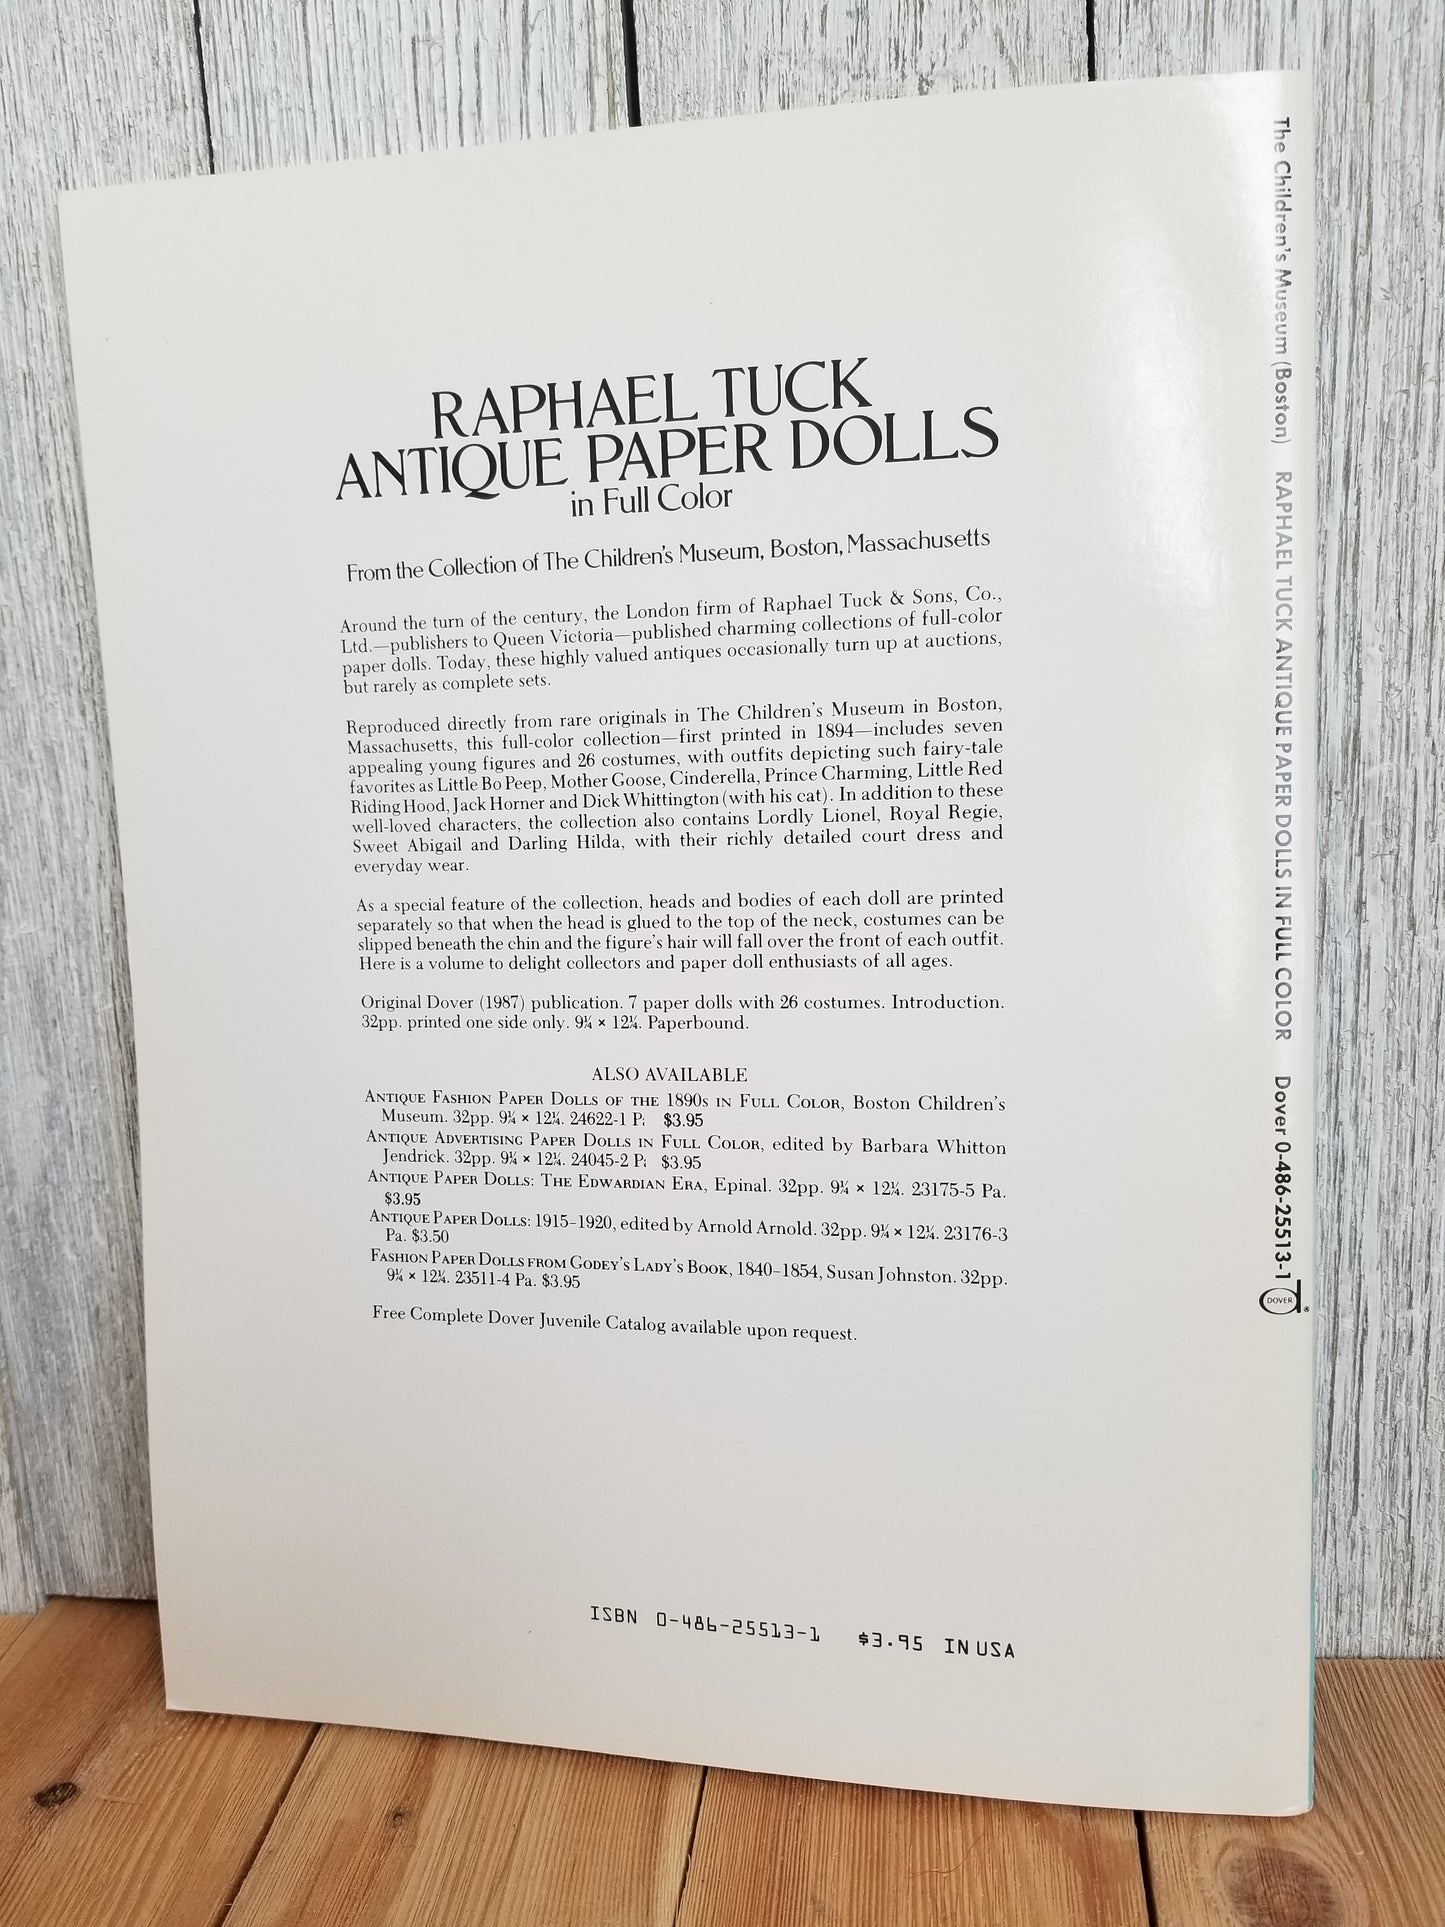 RAPHAEL TUCK
ANTIQUE PAPER DOLLS
in Full Color
From the Collection of The Children's Museum, Boston, Massachusetts
Around the turn of the century, the London firm of Raphael Tuck & Sons, Co.,
Ltd.—publishers to Queen Victoria—published charming collections of full-color
paper dolls. Today, these highly valued antiques occasionally turn up at auctions,
but rarely as complete sets.
Reproduced directly from rare originals in The Children's Museum in Boston,
Massachusetts, this full-color collection—first printed in 1894—includes seven
appealing young figures and 26 costumes, with outfits depicting such fairy-tale
favorites as Little Bo Peep, Mother Goose, Cinderella, Prince Charming, Little Red
Riding Hood, Jack Horner and Dick Whittington (with his cat). In addition to these
well-loved characters, the collection also contains Lordly Lionel, Royal Regie,
Sweet Abigail and Darling Hilda, with their richly detailed court dress and
everyday wear.
As a special feature of the collection, heads and bodies of each doll are printed
separately so that when the head is glued to the top of the neck, costumes can be
slipped beneath the chin and the figure's hair will fall over the front of each outfit.
Here is a volume to delight collectors and paper doll enthusiasts of all ages.
Original Dover (1987) publication. 7 paper dolls with 26 costumes. Introduction.
32pp. printed one side only. 9¼ × 12¼. Paperbound.
ALSO AVAILABLE
ANTIQUE FASHION PAPER DOLLS OF THE 1890S IN FULL COLOR, Boston Children's
Museum. 32pp. 9¼ × 12¼. 24622-1 $3.95
ANTIQUE ADVERTISING PAPER DOLLS IN FULL COLOR, edited by Barbara Whitton
Jendrick. 32pp. 9¼ × 12¼. 24045-2 $3.95
ANTIQUE PAPER DOLLS: THE EDWARDIAN ERA, Epinal. 32pp. 9¼ × 12¼. 23175-5 Pa.
$3.95
ANTIQUE PAPER DOLLS: 1915–1920, edited by Arnold Arnold. 32pp. 9¼ × 12¼. 23176-3
Pa. $3.50
FASHION PAPER DOLLS FROM GODEY'S LADY'S BOOK, 1840–1854, Susan Johnston. 32pp.
9¼ × 12¼. 23511-4 Pa. $3.95
Free Complete Dover Juvenile Catalog available upon request.
ISBN 0-486-25513-1 $3.95 IN USA
The Children's Museum (Boston) RAPHAEL TUCK ANTIQUE PAPER DOLLS IN FULL COLOR Dover 0-486-25513-1
DOVER ®